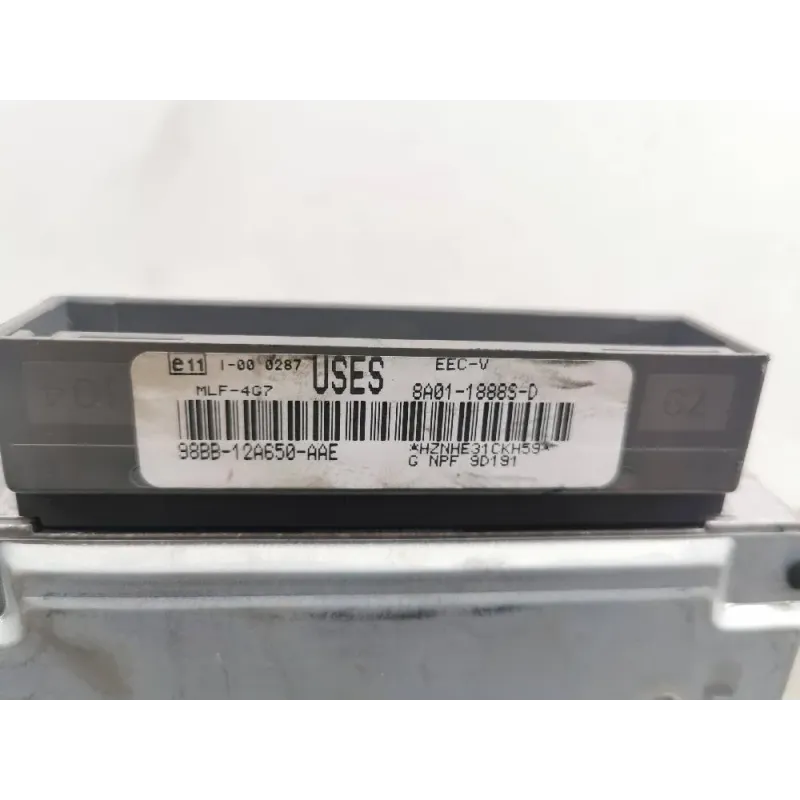 e11 I-00 0287 USES EEC-V
MLF-4G7 8A01-1888S-D
98BB-12A650-AAE *HZNHE31CKH59*
G NPF 9D191
62